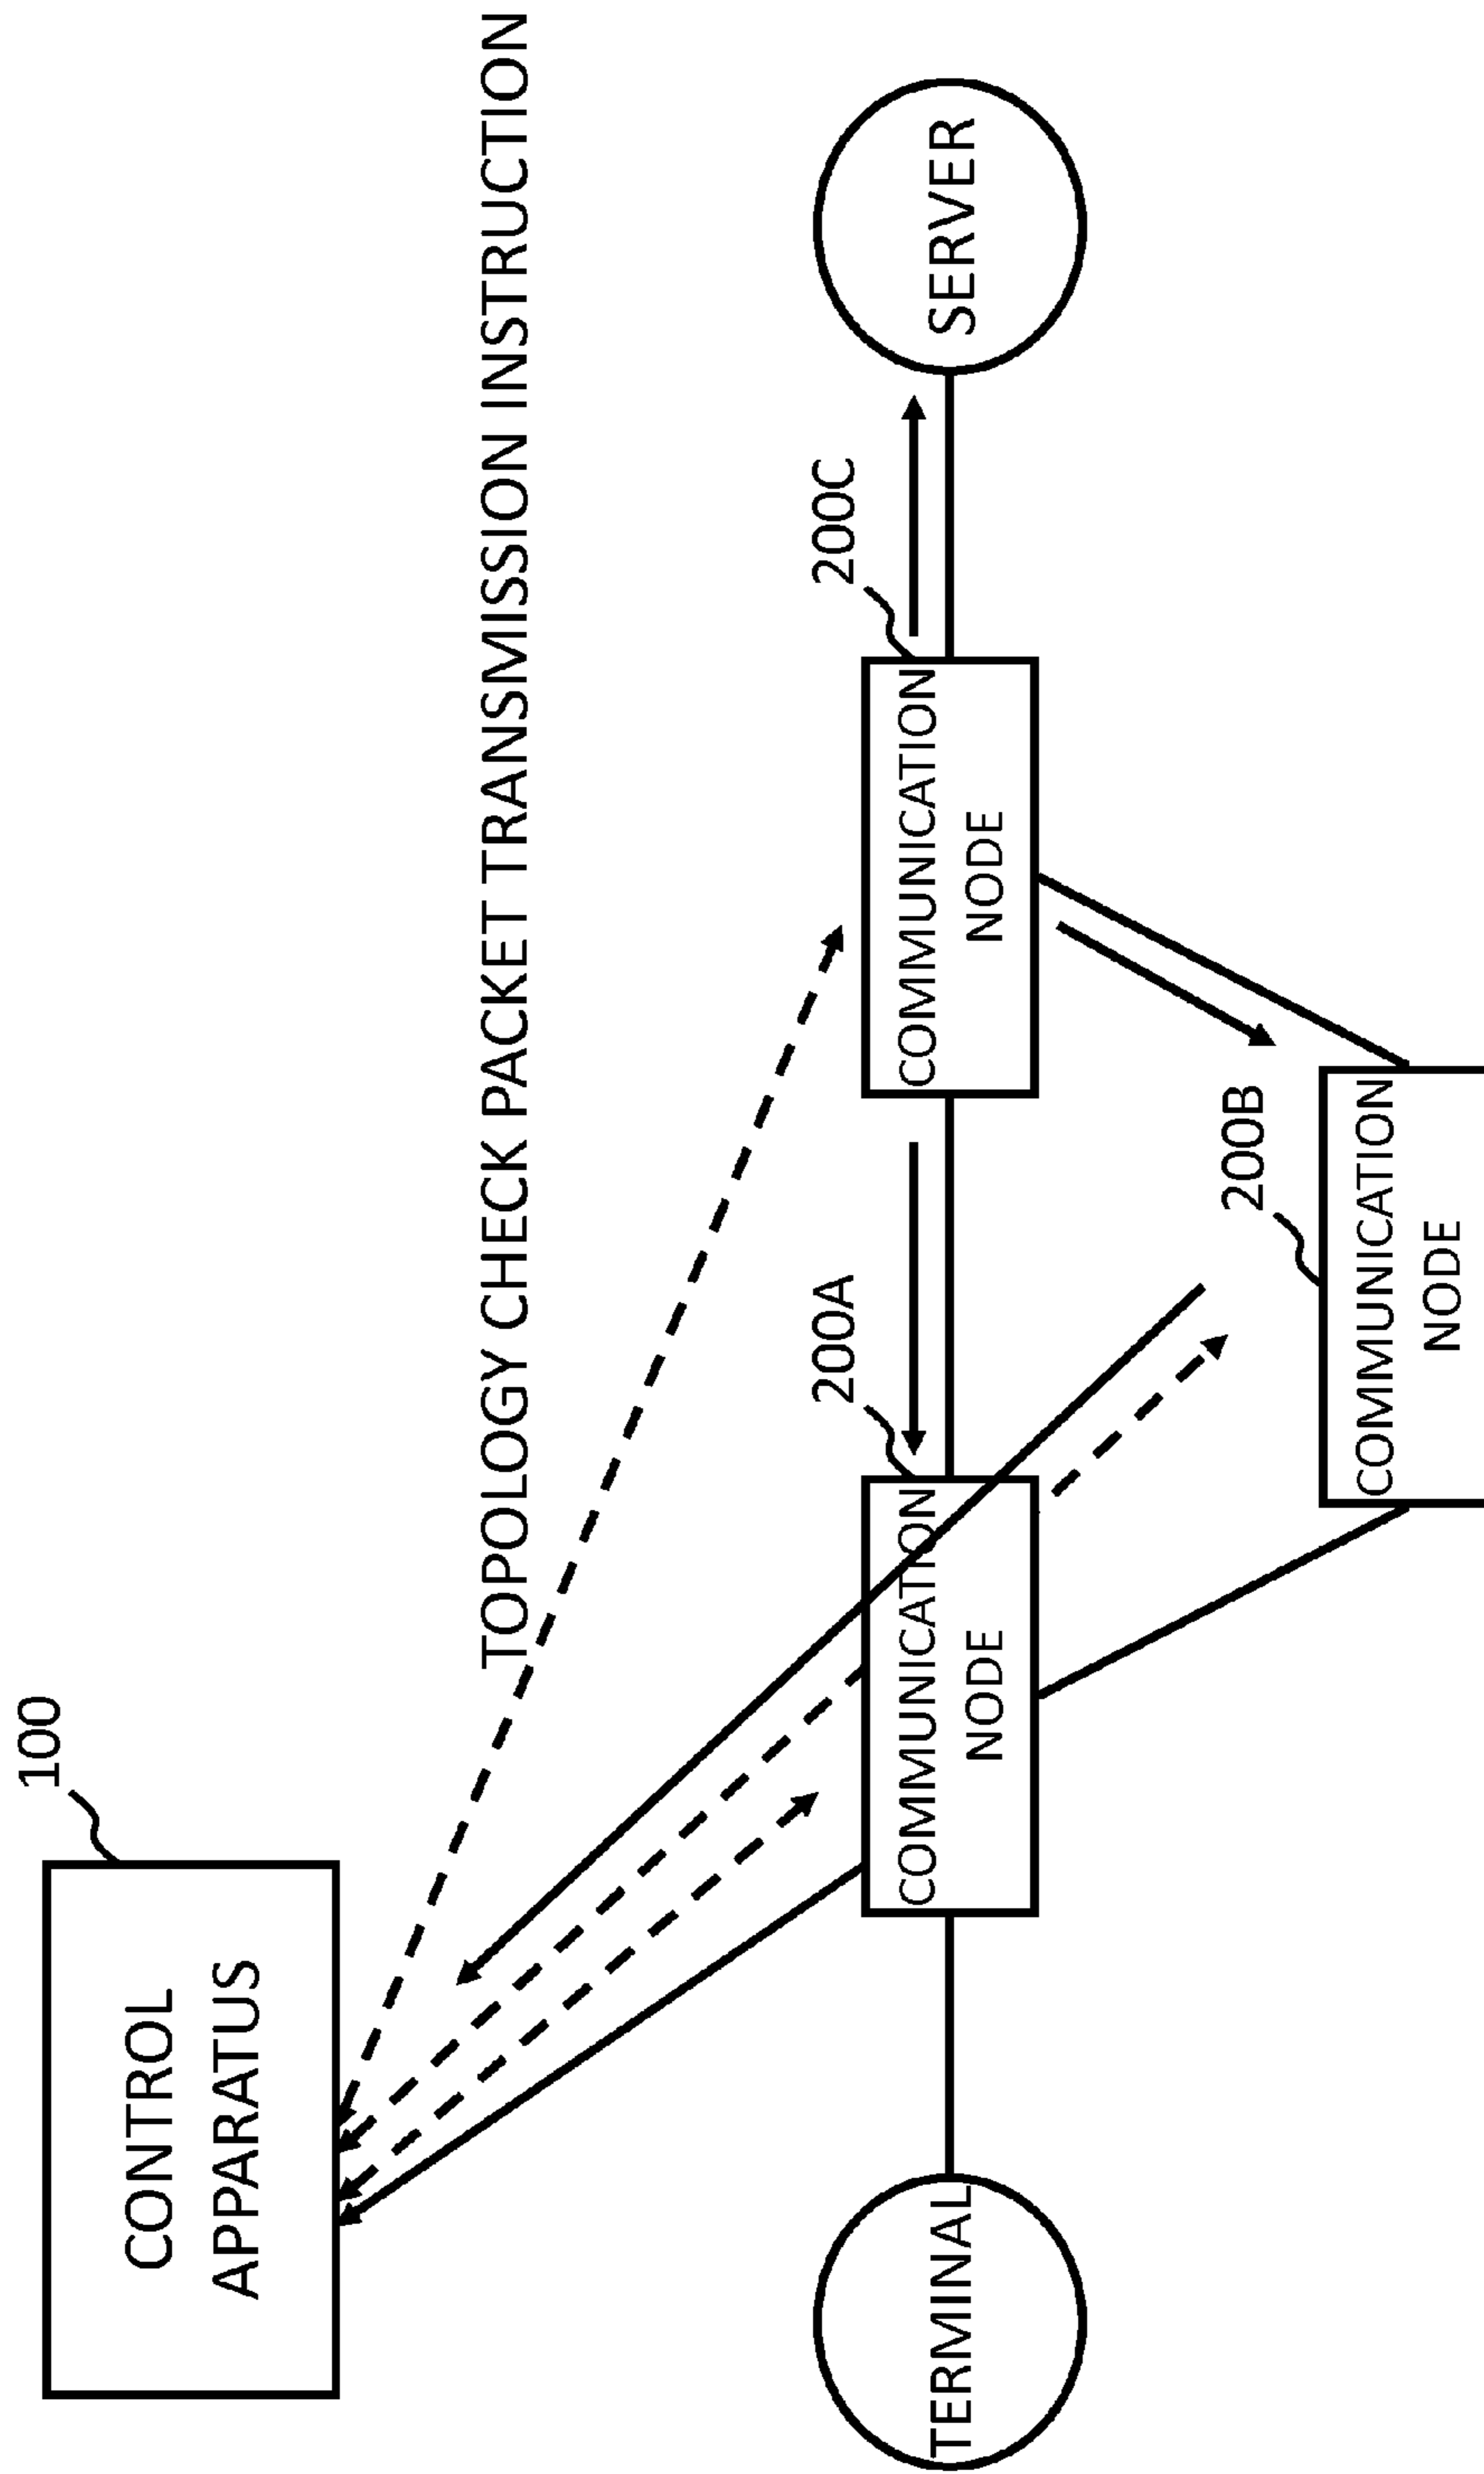 100
CONTROL
APPARATUS
TOPOLOGY CHECK PACKET TRANSMISSION INSTRUCTION
200A
200C
TERMINAL
COMMUNICATION
NODE
COMMUNICATION
NODE
SERVER
200B
COMMUNICATION
NODE